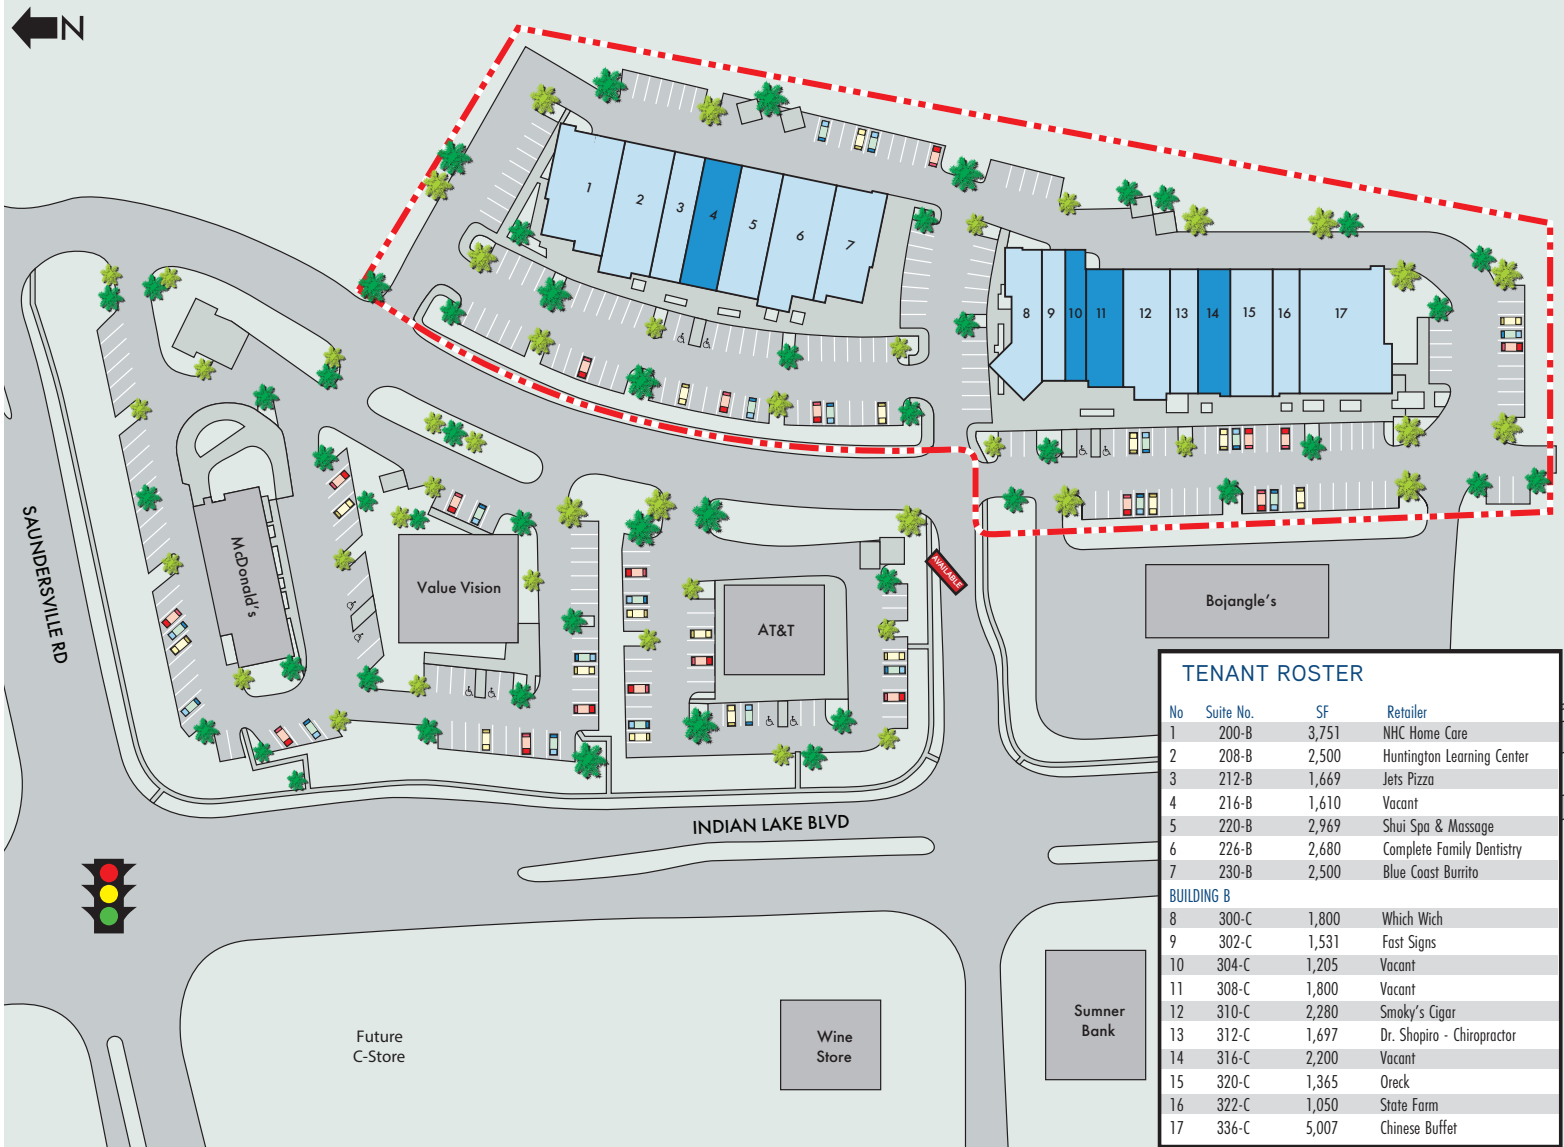 N
1
2
3
4
5
6
7
8
9
10
11
12
13
14
15
16
17
SAUNDERSVILLE RD
McDonald's
Value Vision
AT&T
AVAILABLE
Bojangle's
INDIAN LAKE BLVD
Future
C-Store
Wine
Store
Sumner
Bank
TENANT ROSTER
No Suite No. SF Retailer
1 200-B 3,751 NHC Home Care
2 208-B 2,500 Huntington Learning Center
3 212-B 1,669 Jets Pizza
4 216-B 1,610 Vacant
5 220-B 2,969 Shui Spa & Massage
6 226-B 2,680 Complete Family Dentistry
7 230-B 2,500 Blue Coast Burrito
BUILDING B
8 300-C 1,800 Which Wich
9 302-C 1,531 Fast Signs
10 304-C 1,205 Vacant
11 308-C 1,800 Vacant
12 310-C 2,280 Smoky's Cigar
13 312-C 1,697 Dr. Shopiro - Chiropractor
14 316-C 2,200 Vacant
15 320-C 1,365 Oreck
16 322-C 1,050 State Farm
17 336-C 5,007 Chinese Buffet